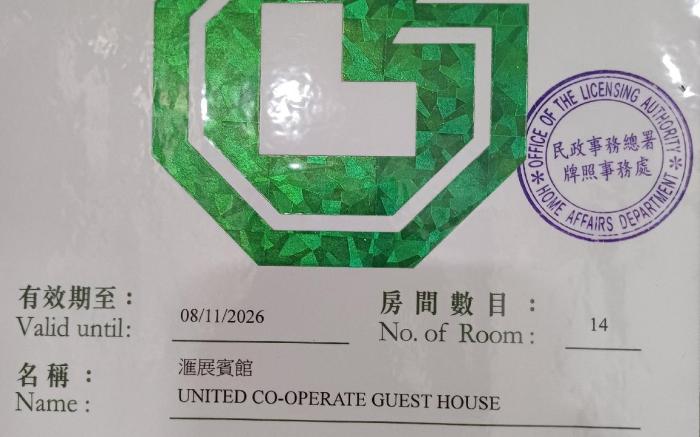 OFFICE OF THE LICENSING AUTHORITY
民政事務總署
牌照事務處
* HOME AFFAIRS DEPARTMENT *
有效期至：
Valid until: 08/11/2026
房間數目：
No. of Room: 14
名稱：
滙展賓館
Name: UNITED CO-OPERATE GUEST HOUSE